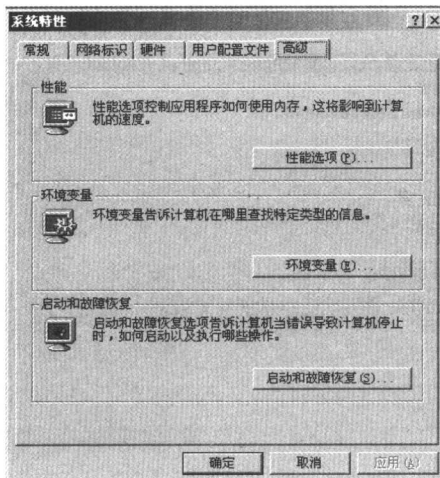 系统特性
常规 网络标识 硬件 用户配置文件 高级
性能
性能选项控制应用程序如何使用内存，这将影响到计算
机的速度。
性能选项(P)...
环境变量
环境变量告诉计算机在哪里查找特定类型的信息。
环境变量(E)...
启动和故障恢复
启动和故障恢复选项告诉计算机当错误导致计算机停止
时，如何启动以及执行哪些操作。
启动和故障恢复(S)...
确定 取消 应用(A)